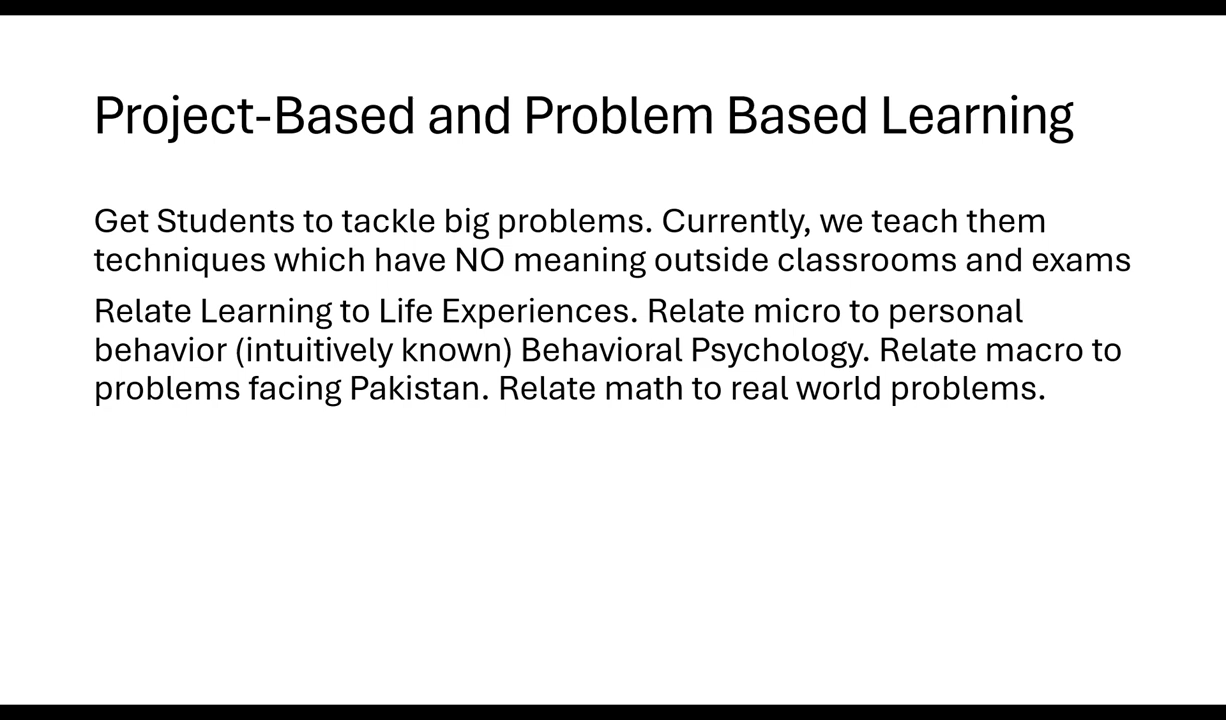 Project-Based and Problem Based Learning
Get Students to tackle big problems. Currently, we teach them
techniques which have NO meaning outside classrooms and exams
Relate Learning to Life Experiences. Relate micro to personal
behavior (intuitively known) Behavioral Psychology. Relate macro to
problems facing Pakistan. Relate math to real world problems.